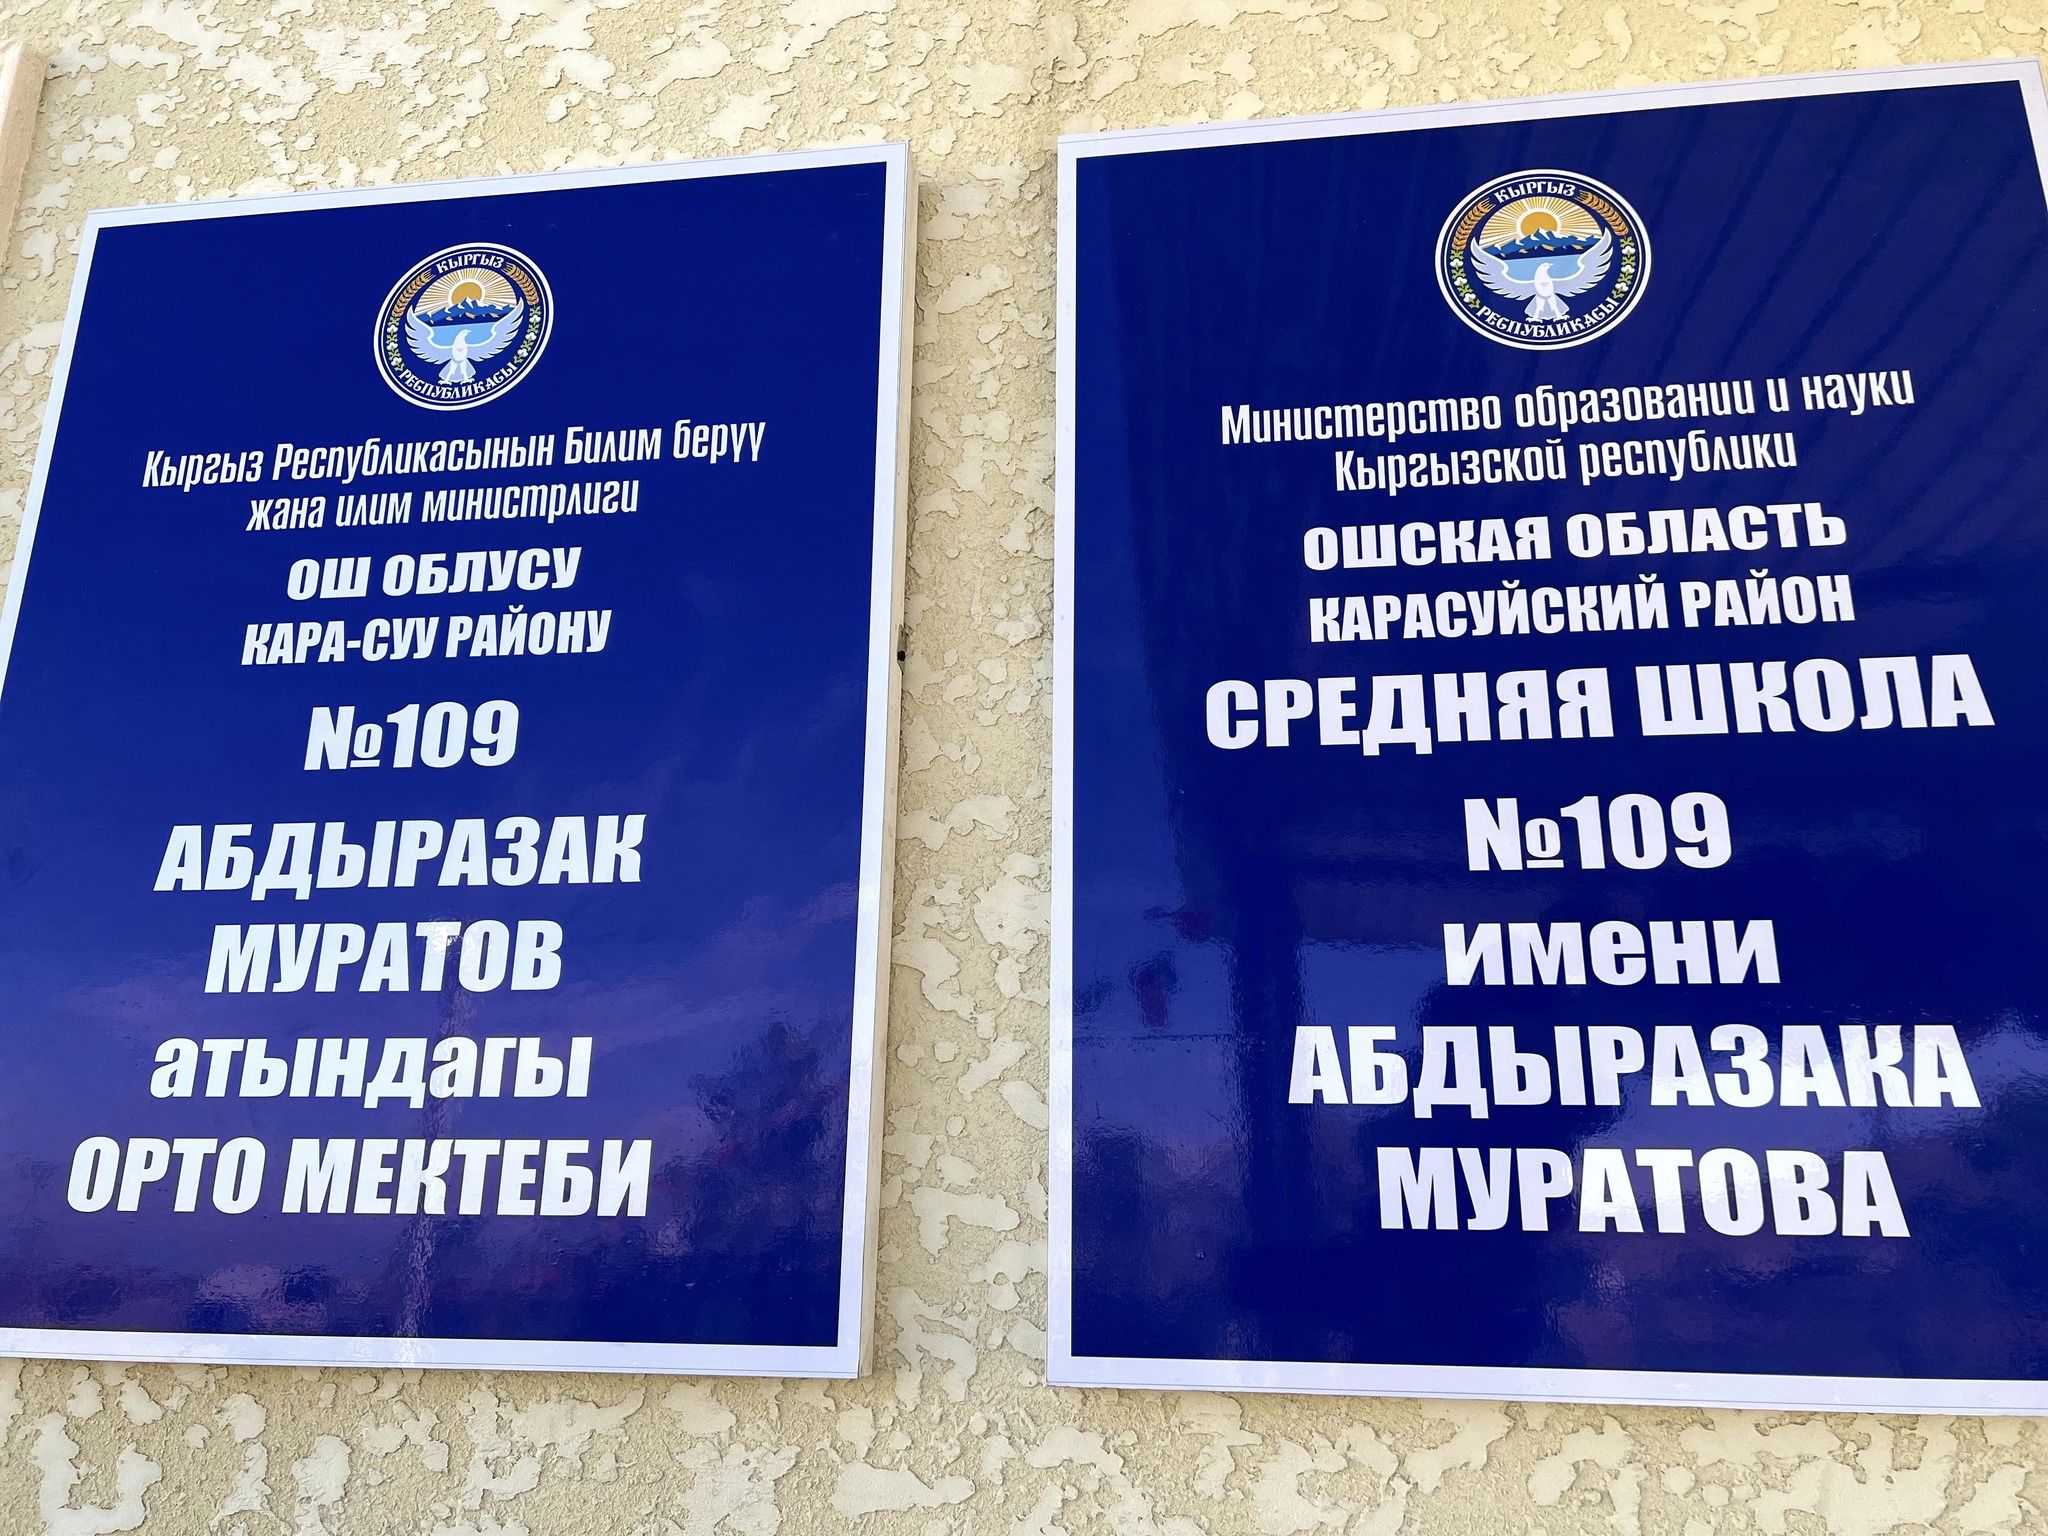 КЫРГЫЗ
РЕСПУБЛИКАСЫ
Кыргыз Республикасынын Билим берүү
жана илим министрлиги
ОШ ОБЛУСУ
КАРА-СУУ РАЙОНУ
№109
АБДЫРАЗАК
МУРАТОВ
атындагы
ОРТО МЕКТЕБИ
КЫРГЫЗ
РЕСПУБЛИКАСЫ
Министерство образовании и науки
Кыргызской республики
ОШСКАЯ ОБЛАСТЬ
КАРАСУЙСКИЙ РАЙОН
СРЕДНЯЯ ШКОЛА
№109
имени
АБДЫРАЗАКА
МУРАТОВА